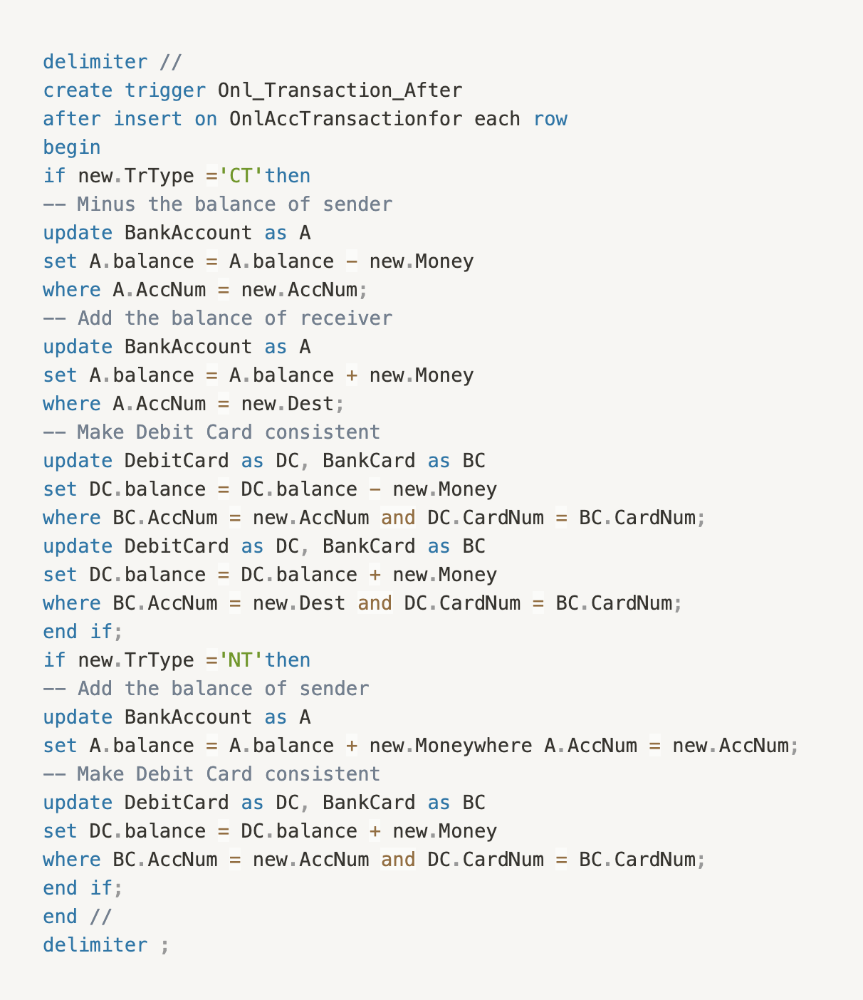 delimiter //
create trigger Onl_Transaction_After
after insert on OnlAccTransactionfor each row
begin
if new.TrType ='CT'then
-- Minus the balance of sender
update BankAccount as A
set A.balance = A.balance - new.Money
where A.AccNum = new.AccNum;
-- Add the balance of receiver
update BankAccount as A
set A.balance = A.balance + new.Money
where A.AccNum = new.Dest;
-- Make Debit Card consistent
update DebitCard as DC, BankCard as BC
set DC.balance = DC.balance - new.Money
where BC.AccNum = new.AccNum and DC.CardNum = BC.CardNum;
update DebitCard as DC, BankCard as BC
set DC.balance = DC.balance + new.Money
where BC.AccNum = new.Dest and DC.CardNum = BC.CardNum;
end if;
if new.TrType ='NT'then
-- Add the balance of sender
update BankAccount as A
set A.balance = A.balance + new.Moneywhere A.AccNum = new.AccNum;
-- Make Debit Card consistent
update DebitCard as DC, BankCard as BC
set DC.balance = DC.balance + new.Money
where BC.AccNum = new.AccNum and DC.CardNum = BC.CardNum;
end if;
end //
delimiter ;